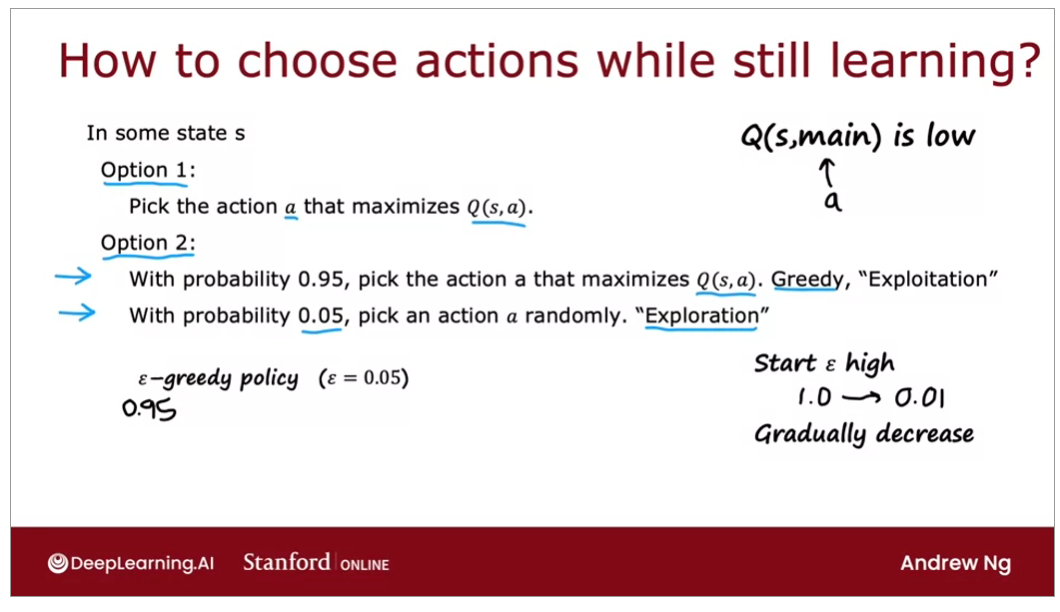 How to choose actions while still learning?
In some state s
Q(s,main) is low
Option 1:
↑
Pick the action a that maximizes Q(s,a).
a
Option 2:
→ With probability 0.95, pick the action a that maximizes Q(s,a). Greedy, “Exploitation”
→ With probability 0.05, pick an action a randomly. “Exploration”
ε-greedy policy (ε = 0.05)
0.95
Start ε high
1.0 → 0.01
Gradually decrease
DeepLearning.AI Stanford ONLINE Andrew Ng